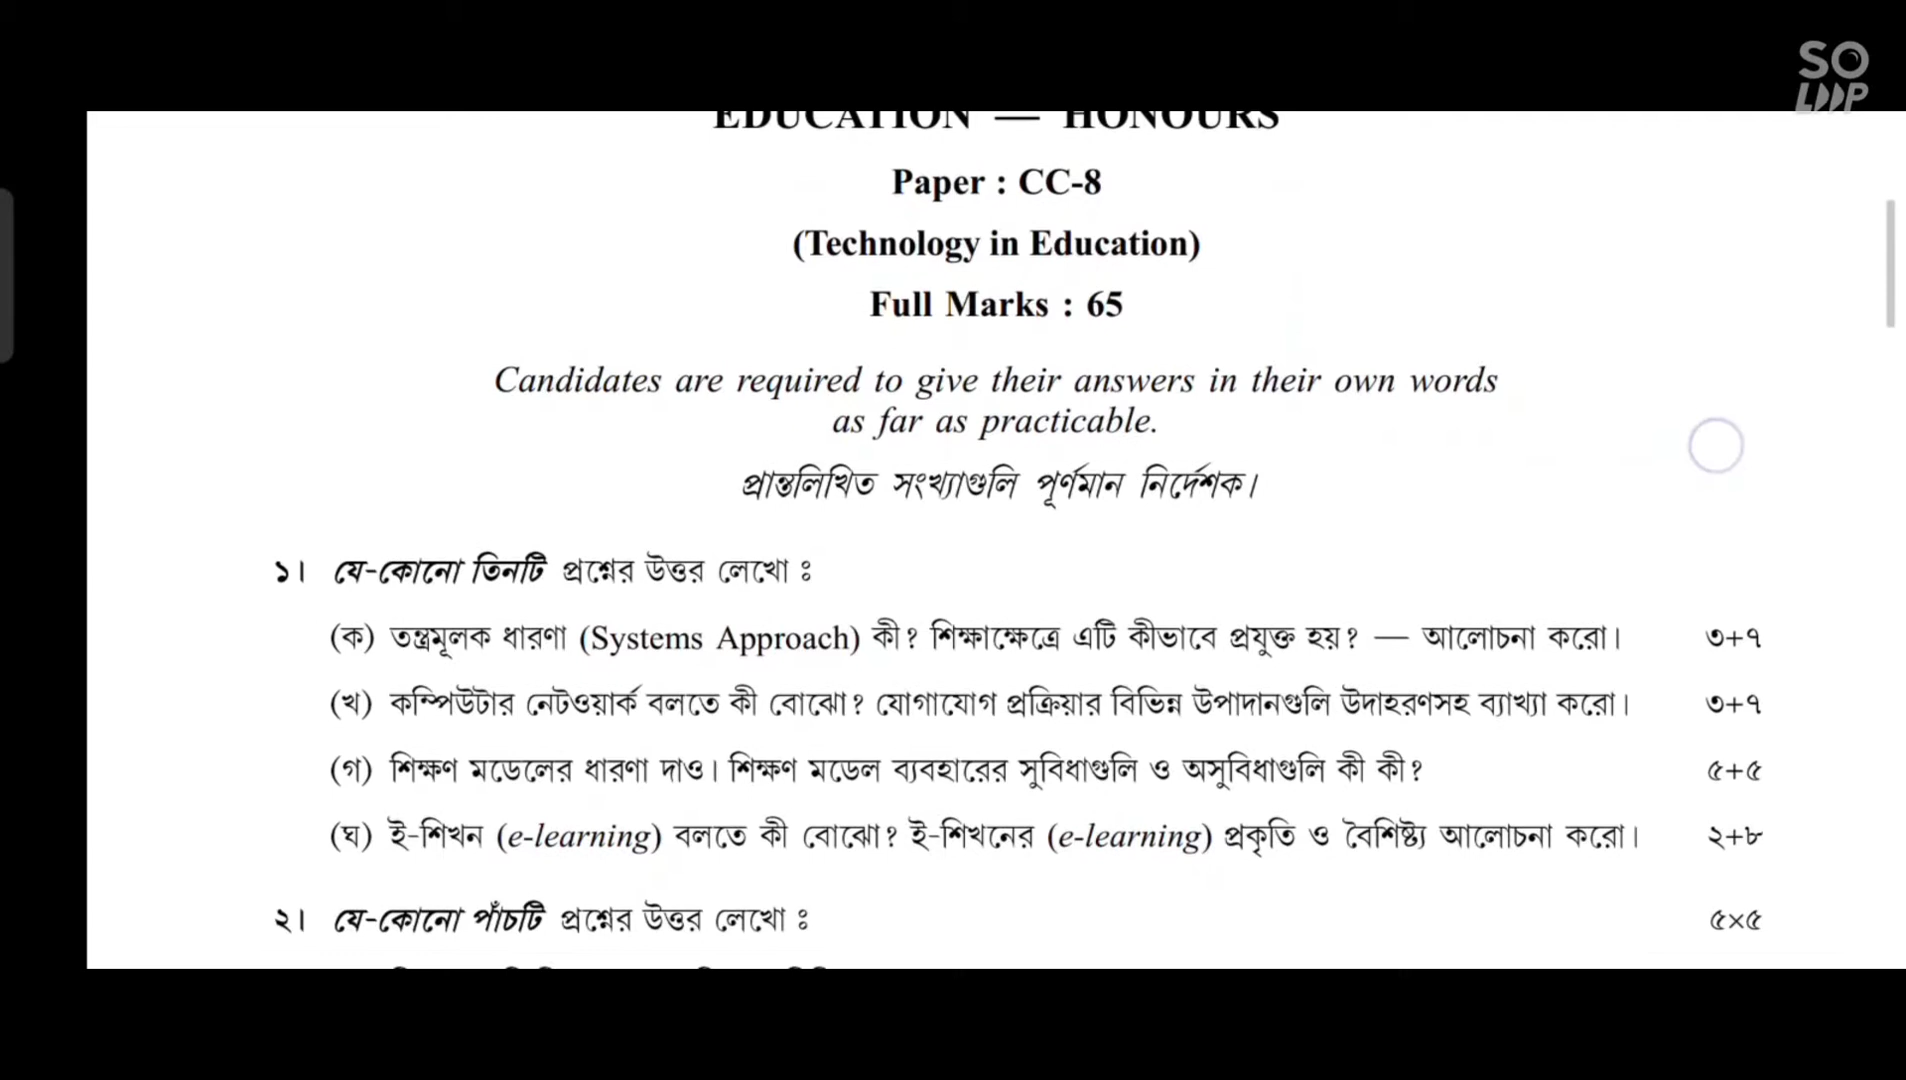 SO
LOOP
EDUCATION — HONOURS
Paper : CC-8
(Technology in Education)
Full Marks : 65
Candidates are required to give their answers in their own words
as far as practicable.
প্রান্তলিখিত সংখ্যাগুলি পূর্ণমান নির্দেশক।
১। যে-কোনো তিনটি প্রশ্নের উত্তর লেখো ঃ
(ক) তন্ত্রমূলক ধারণা (Systems Approach) কী? শিক্ষাক্ষেত্রে এটি কীভাবে প্রযুক্ত হয়? — আলোচনা করো। ৩+৭
(খ) কম্পিউটার নেটওয়ার্ক বলতে কী বোঝো? যোগাযোগ প্রক্রিয়ার বিভিন্ন উপাদানগুলি উদাহরণসহ ব্যাখ্যা করো। ৩+৭
(গ) শিক্ষণ মডেলের ধারণা দাও। শিক্ষণ মডেল ব্যবহারের সুবিধাগুলি ও অসুবিধাগুলি কী কী? ৫+৫
(ঘ) ই-শিখন (e-learning) বলতে কী বোঝো? ই-শিখনের (e-learning) প্রকৃতি ও বৈশিষ্ট্য আলোচনা করো। ২+৮
২। যে-কোনো পাঁচটি প্রশ্নের উত্তর লেখো ঃ ৫×৫